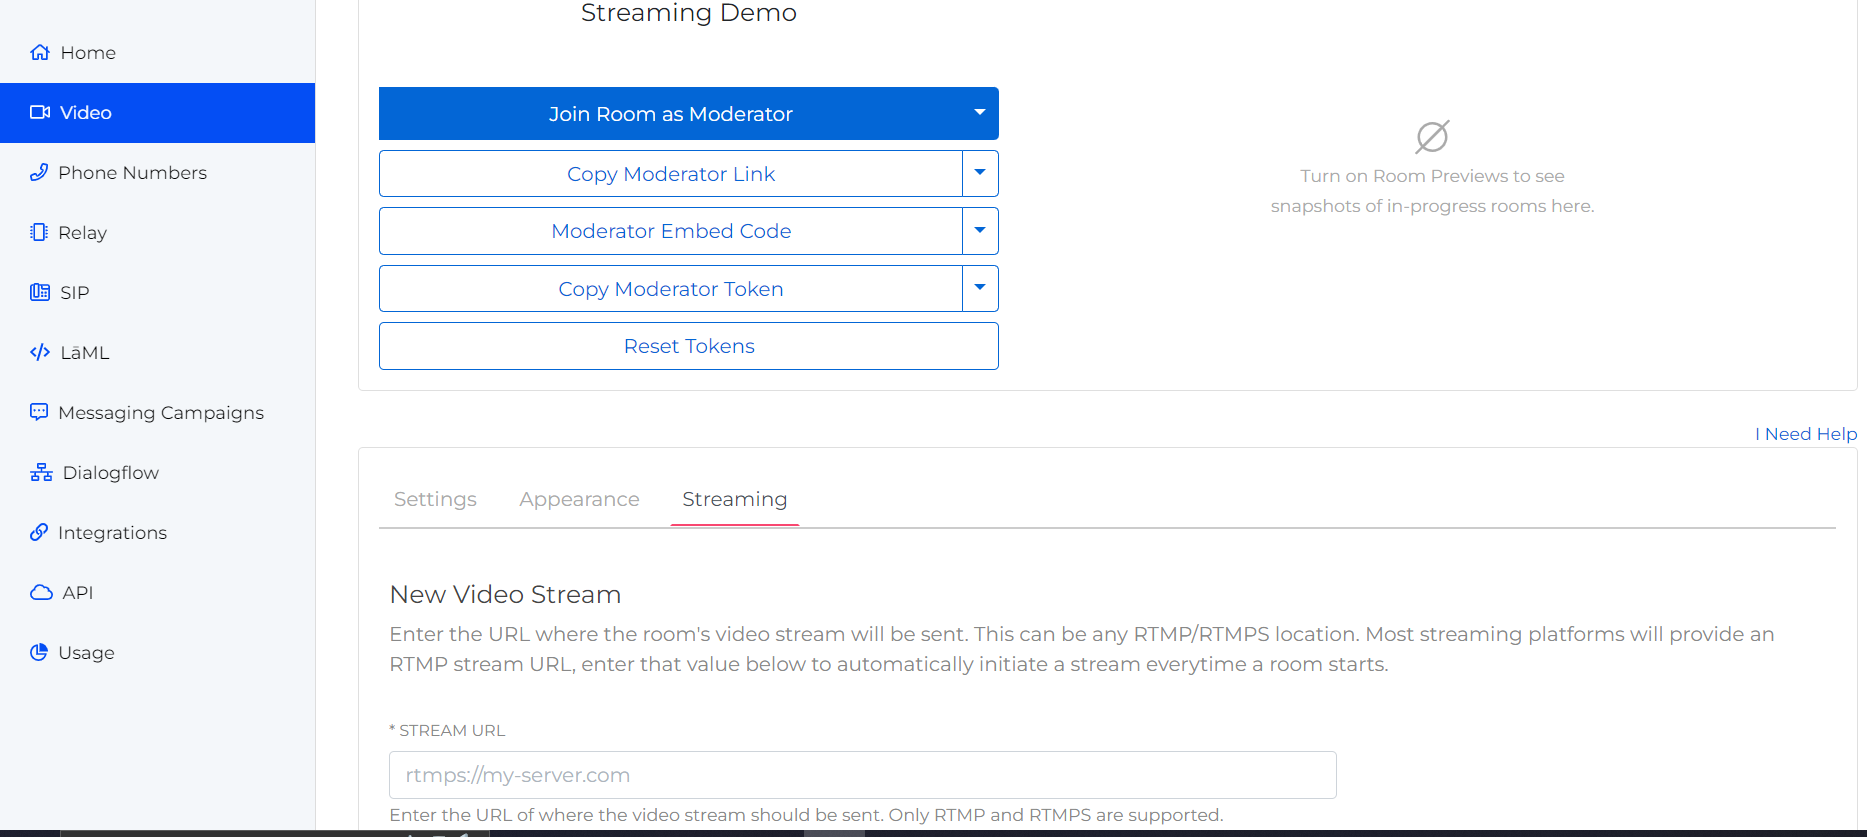 Home
Video
Phone Numbers
Relay
SIP
LāML
Messaging Campaigns
Dialogflow
Integrations
API
Usage
Streaming Demo
Join Room as Moderator
Copy Moderator Link
Moderator Embed Code
Copy Moderator Token
Reset Tokens
Turn on Room Previews to see
snapshots of in-progress rooms here.
I Need Help
Settings
Appearance
Streaming
New Video Stream
Enter the URL where the room's video stream will be sent. This can be any RTMP/RTMPS location. Most streaming platforms will provide an
RTMP stream URL, enter that value below to automatically initiate a stream everytime a room starts.
* STREAM URL
rtmps://my-server.com
Enter the URL of where the video stream should be sent. Only RTMP and RTMPS are supported.